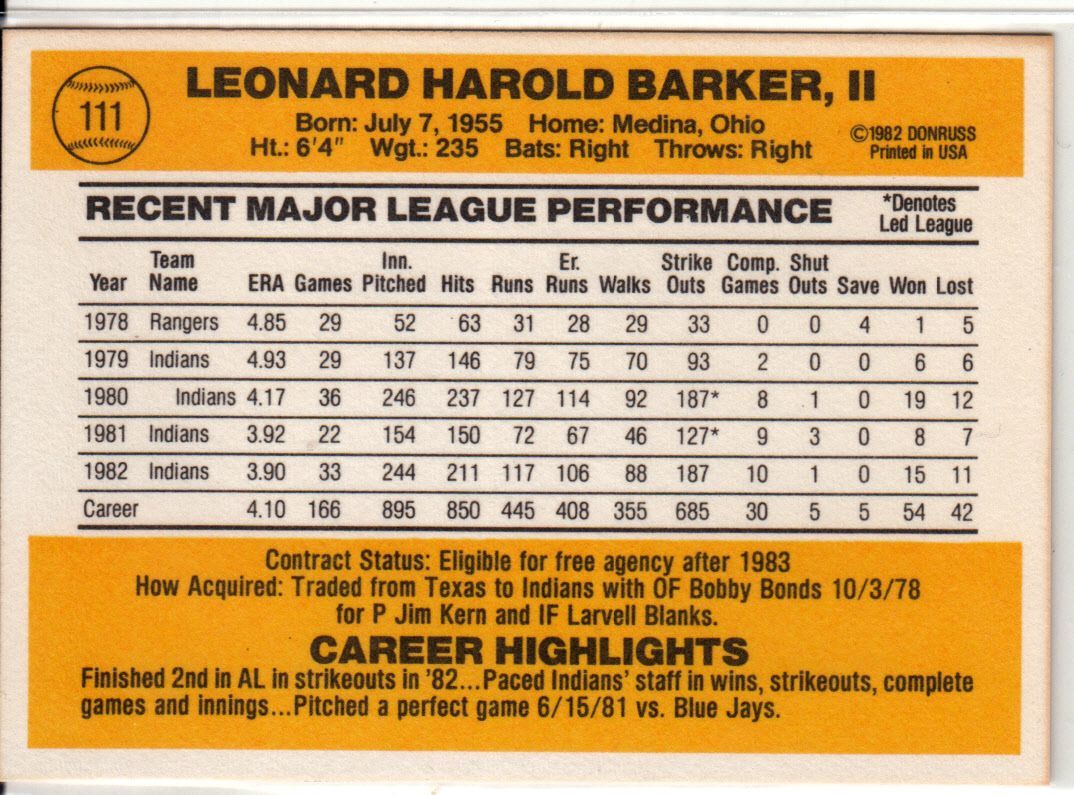 111
LEONARD HAROLD BARKER, II
Born: July 7, 1955 Home: Medina, Ohio
Ht.: 6'4" Wgt.: 235 Bats: Right Throws: Right
©1982 DONRUSS
Printed in USA
RECENT MAJOR LEAGUE PERFORMANCE
*Denotes
Led League
Year Team Name ERA Games Inn. Pitched Hits Runs Er. Runs Walks Strike Outs Comp. Games Shut Outs Save Won Lost
1978 Rangers 4.85 29 52 63 31 28 29 33 0 0 4 1 5
1979 Indians 4.93 29 137 146 79 75 70 93 2 0 0 6 6
1980 Indians 4.17 36 246 237 127 114 92 187* 8 1 0 19 12
1981 Indians 3.92 22 154 150 72 67 46 127* 9 3 0 8 7
1982 Indians 3.90 33 244 211 117 106 88 187 10 1 0 15 11
Career 4.10 166 895 850 445 408 355 685 30 5 5 54 42
Contract Status: Eligible for free agency after 1983
How Acquired: Traded from Texas to Indians with OF Bobby Bonds 10/3/78
for P Jim Kern and IF Larvell Blanks.
CAREER HIGHLIGHTS
Finished 2nd in AL in strikeouts in '82...Paced Indians' staff in wins, strikeouts, complete
games and innings...Pitched a perfect game 6/15/81 vs. Blue Jays.